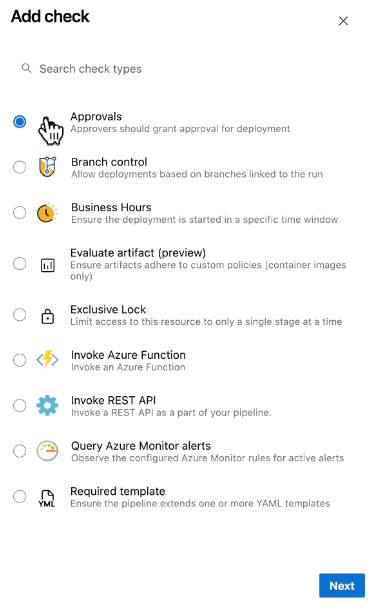 Add check
Search check types
Approvals
Approvers should grant approval for deployment
Branch control
Allow deployments based on branches linked to the run
Business Hours
Ensure the deployment is started in a specific time window
Evaluate artifact (preview)
Ensure artifacts adhere to custom policies (container images
only)
Exclusive Lock
Limit access to this resource to only a single stage at a time
Invoke Azure Function
Invoke an Azure Function
Invoke REST API
Invoke a REST API as a part of your pipeline.
Query Azure Monitor alerts
Observe the configured Azure Monitor rules for active alerts
Required template
YML
Ensure the pipeline extends one or more YAML templates
Next